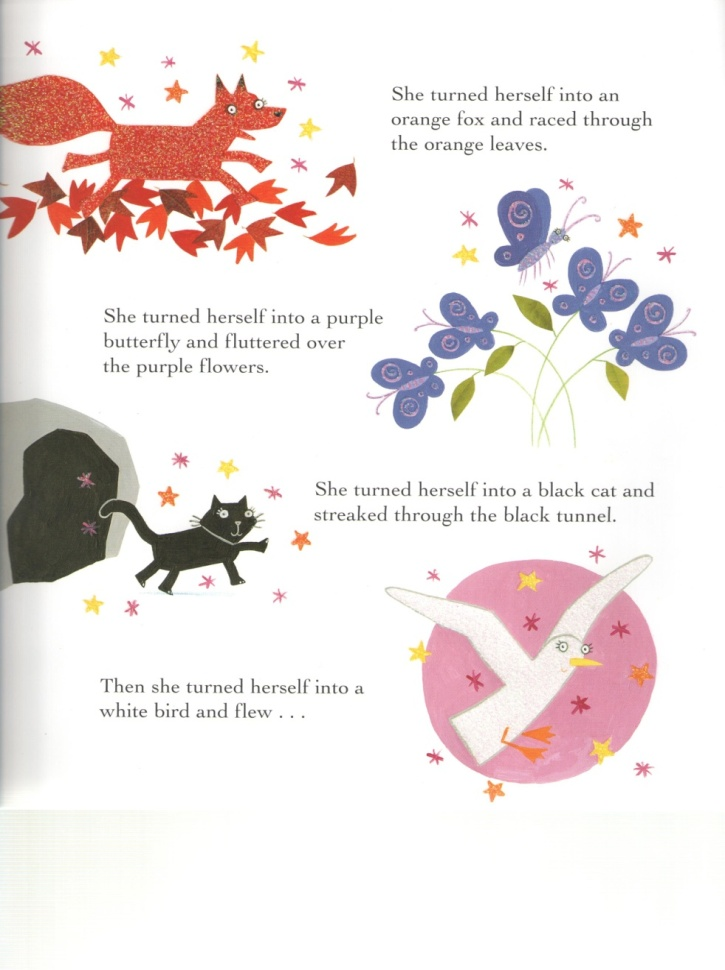 She turned herself into an
orange fox and raced through
the orange leaves.
She turned herself into a purple
butterfly and fluttered over
the purple flowers.
She turned herself into a black cat and
streaked through the black tunnel.
Then she turned herself into a
white bird and flew . . .